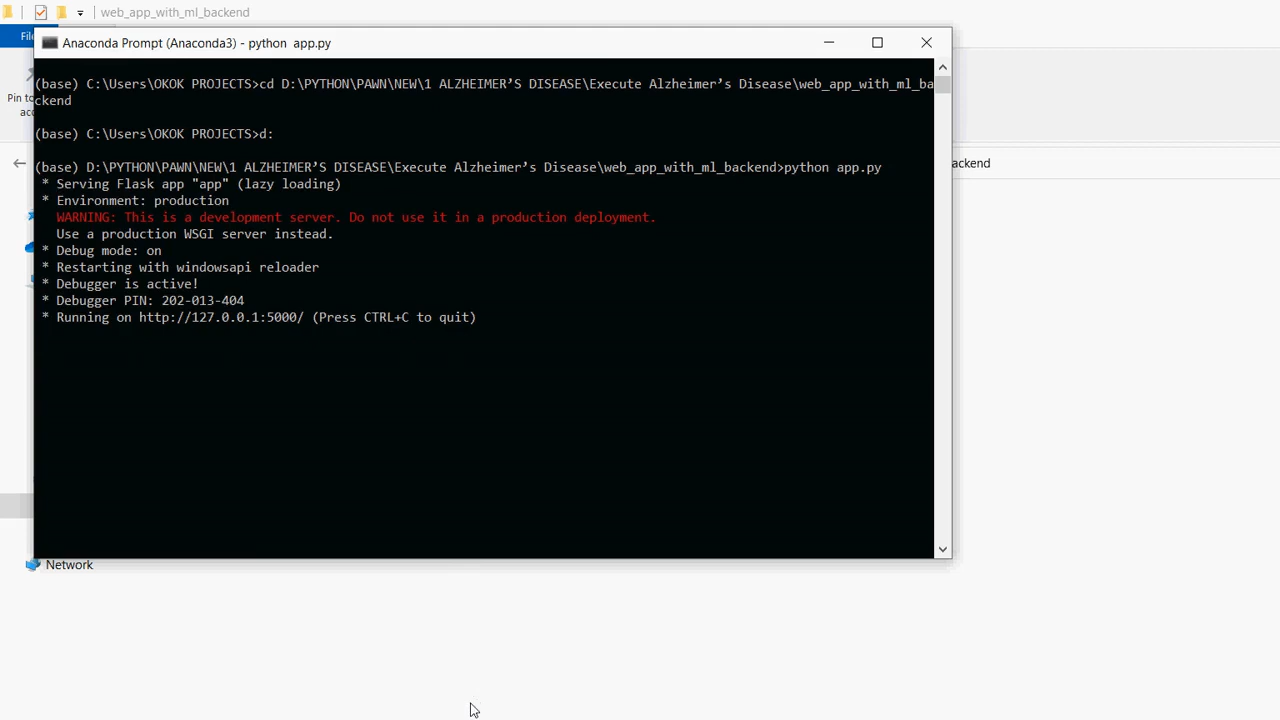 web_app_with_ml_backend
Anaconda Prompt (Anaconda3) - python  app.py
Fil
Pin to
acc
(base) C:\Users\OKOK PROJECTS>cd D:\PYTHON\PAWN\NEW\1 ALZHEIMER’S DISEASE\Execute Alzheimer’s Disease\web_app_with_ml_ba
ckend
(base) C:\Users\OKOK PROJECTS>d:
(base) D:\PYTHON\PAWN\NEW\1 ALZHEIMER’S DISEASE\Execute Alzheimer’s Disease\web_app_with_ml_backend>python app.py
ackend
* Serving Flask app "app" (lazy loading)
* Environment: production
WARNING: This is a development server. Do not use it in a production deployment.
Use a production WSGI server instead.
* Debug mode: on
* Restarting with windowsapi reloader
* Debugger is active!
* Debugger PIN: 202-013-404
* Running on http://127.0.0.1:5000/ (Press CTRL+C to quit)
Network